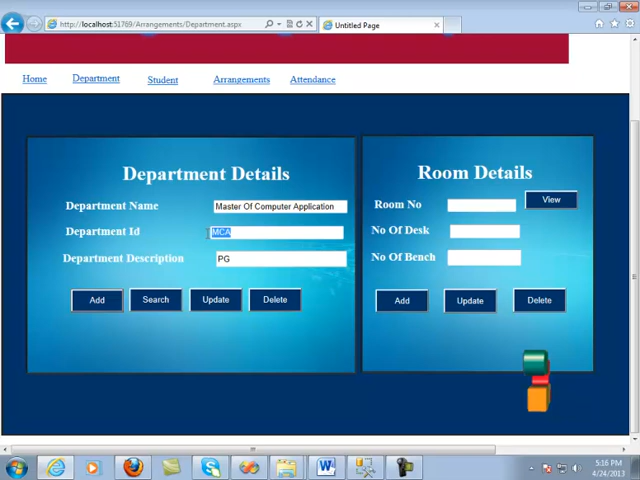 http://localhost:51769/Arrangements/Department.aspx
Untitled Page
Home Department Student Arrangements Attendance
Department Details
Department Name Master Of Computer Application
Department Id MCA
Department Description PG
Add Search Update Delete
Room Details
Room No View
No Of Desk
No Of Bench
Add Update Delete
5:16 PM
4/24/2013